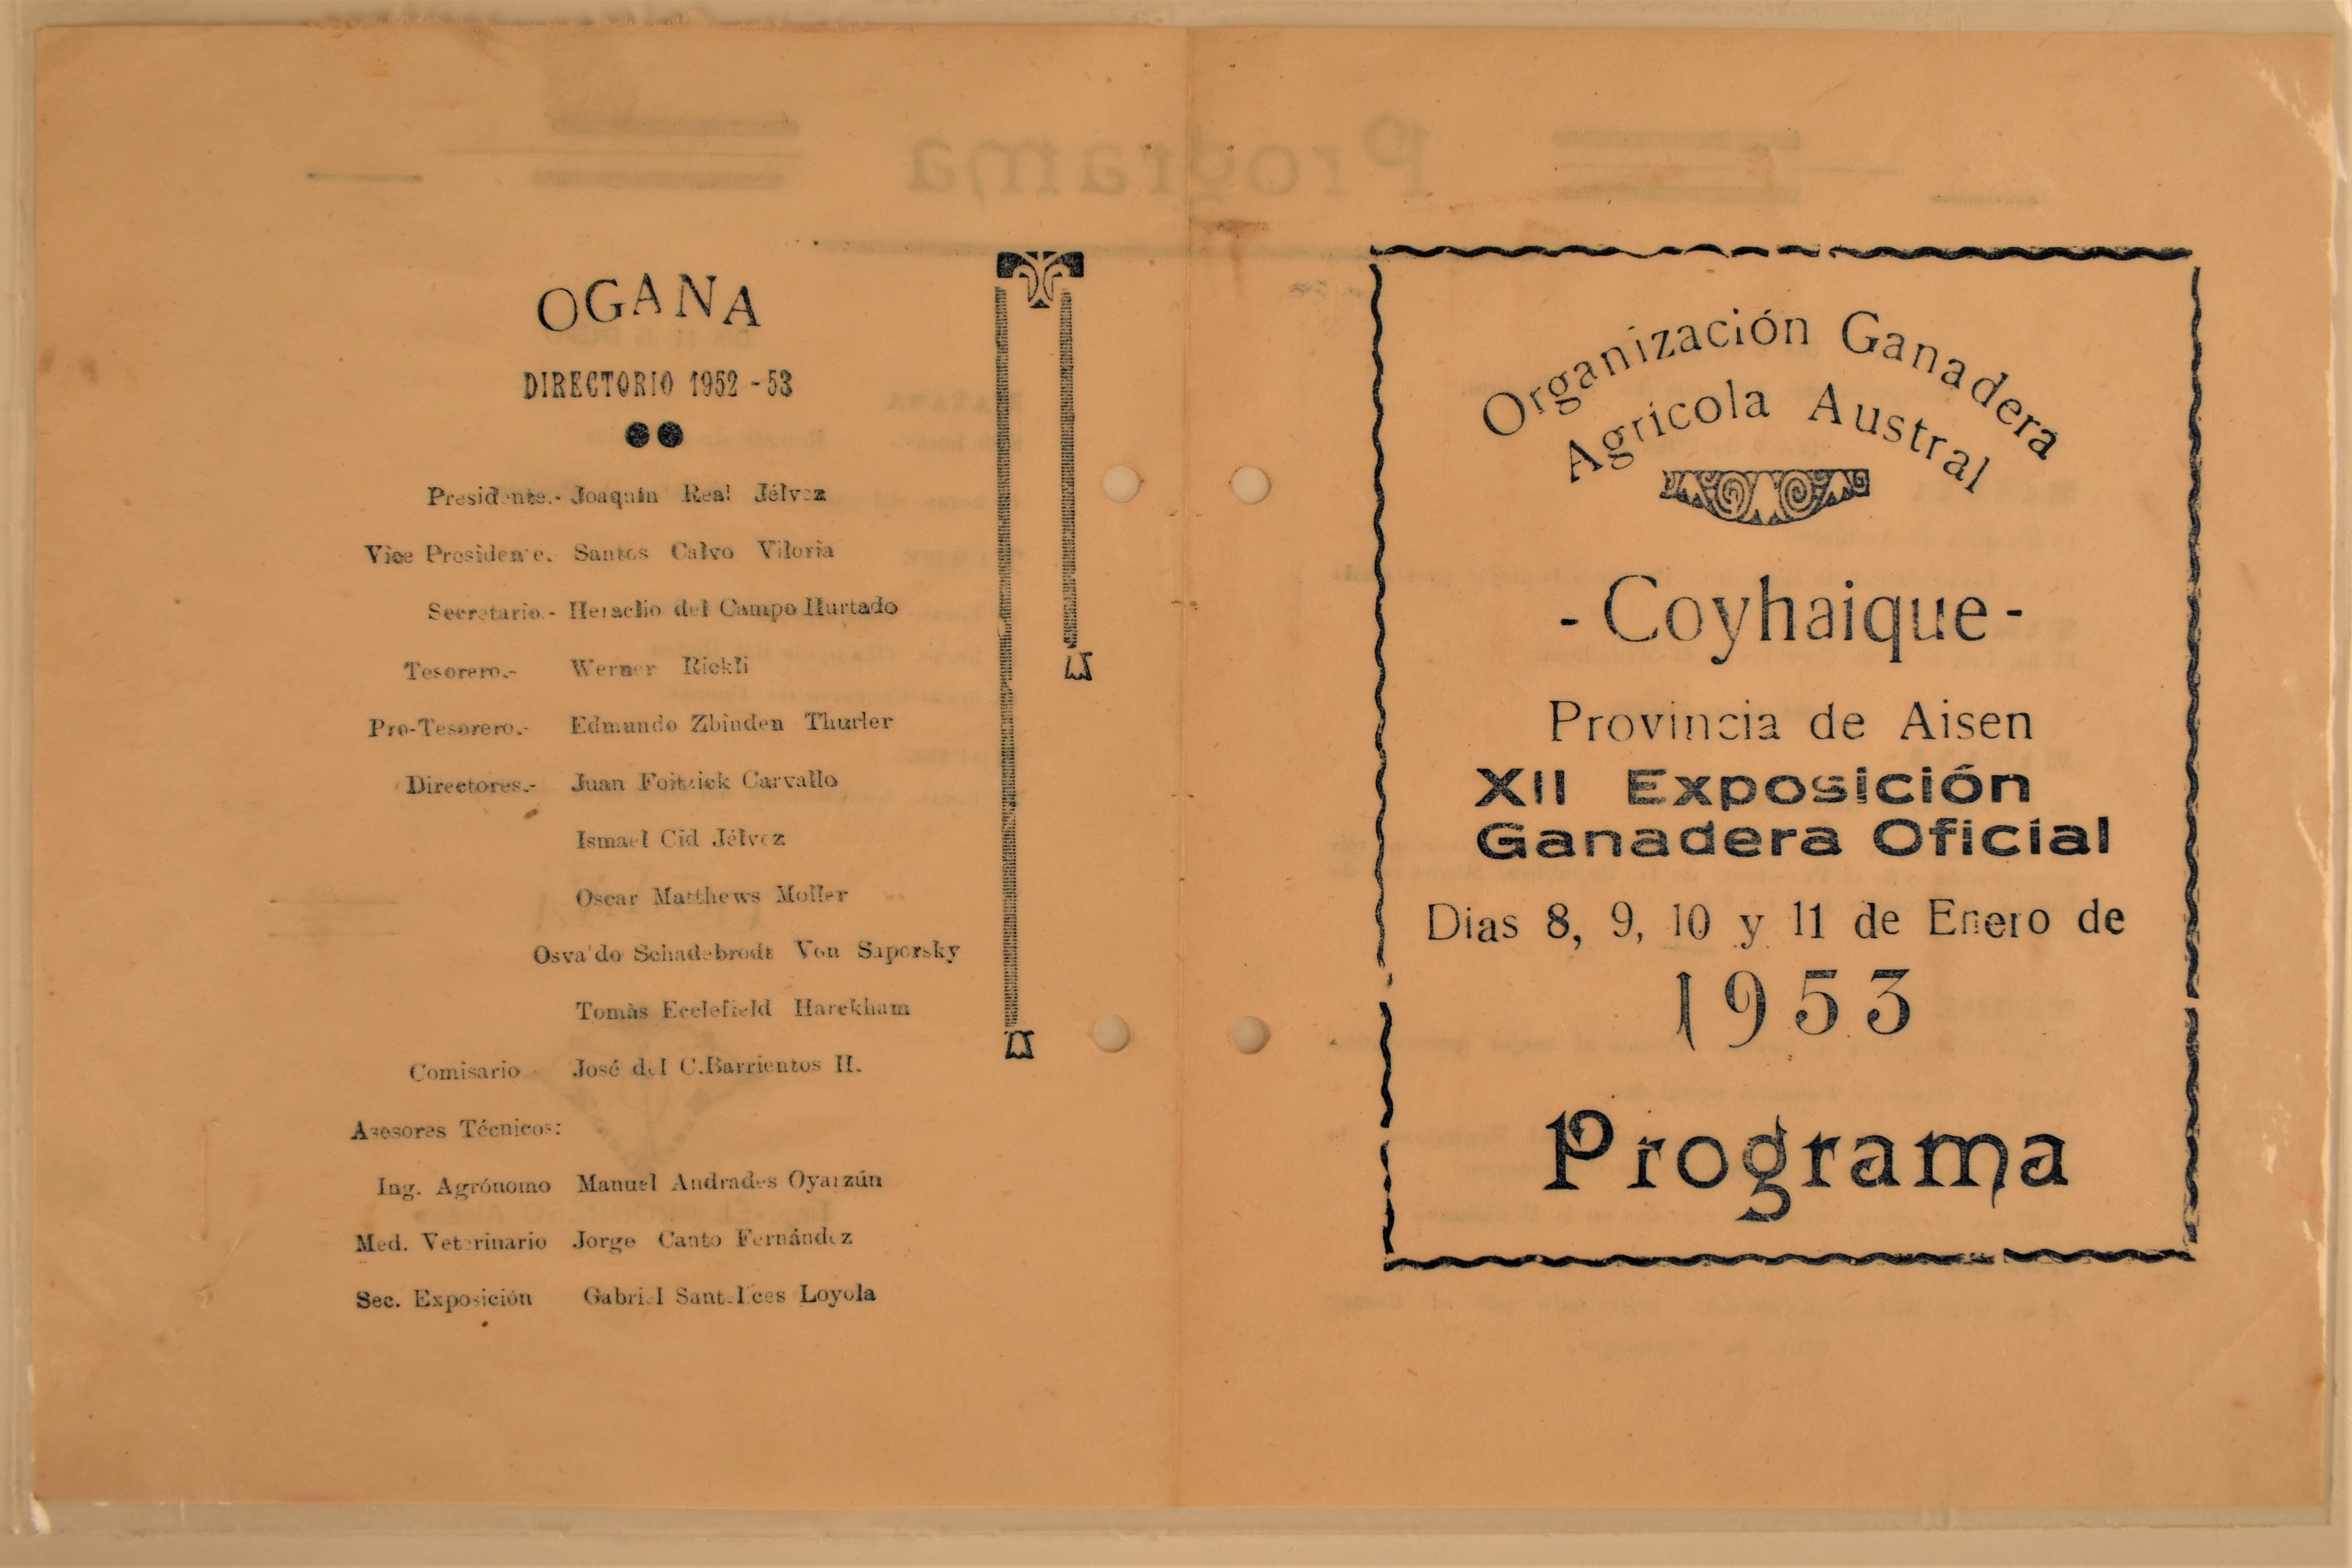 OGANA
DIRECTORIO 1952 - 53
Presidente.- Joaquín Real Jélvez
Vice Presidente. Santos Calvo Viloria
Secretario.- Heraclio del Campo Hurtado
Tesorero.- Werner Rickli
Pro-Tesorero.- Edmundo Zbinden Thurler
Directores.- Juan Foitzick Carvallo
Ismael Cid Jélvez
Oscar Matthews Moller
Osvaldo Schadebrodt Von Saporsky
Tomàs Ecclefield Harckham
Comisario José del C. Barrientos H.
Asesores Técnicos:
Ing. Agrónomo Manuel Andrades Oyarzún
Med. Veterinario Jorge Canto Fernández
Sec. Exposición Gabriel Santelices Loyola
Organización Ganadera
Agrícola Austral
- Coyhaique -
Provincia de Aisen
XII Exposición
Ganadera Oficial
Dias 8, 9, 10 y 11 de Enero de
1953
Programa